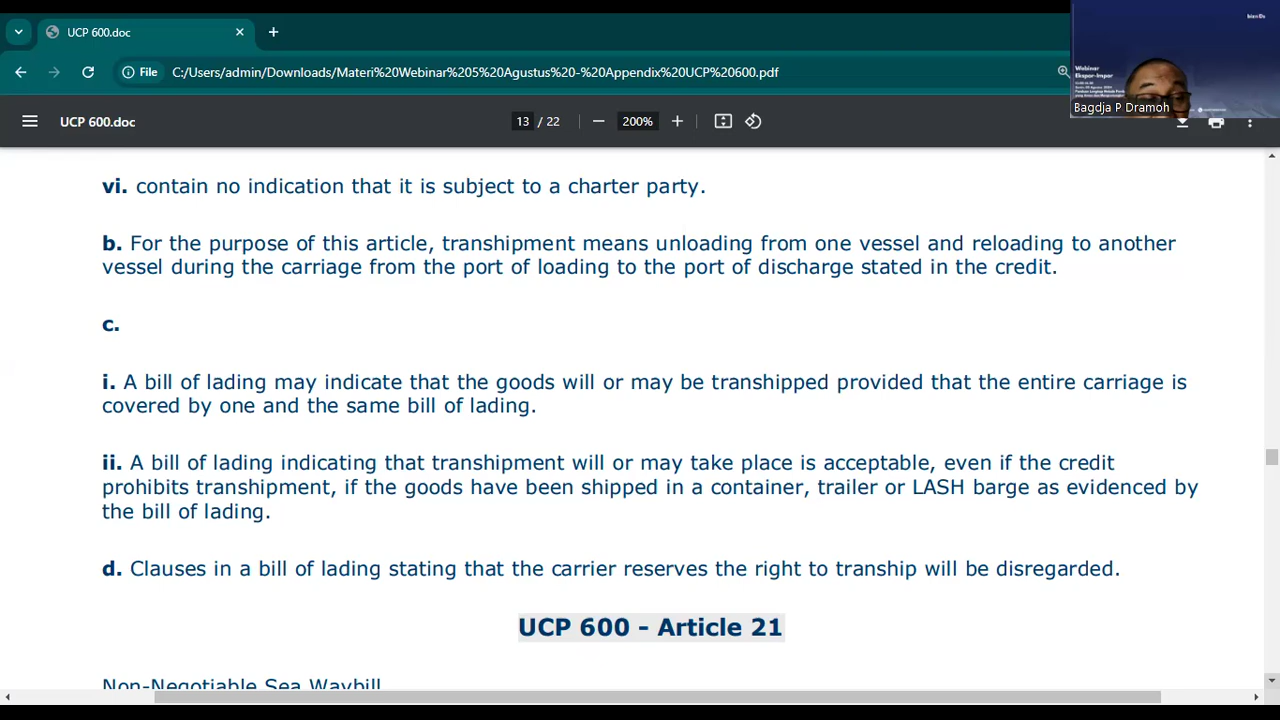 UCP 600.doc
File C:/Users/admin/Downloads/Materi%20Webinar%205%20Agustus%20-%20Appendix%20UCP%20600.pdf
Webinar
Ekspor-Impor
Bagdja P Dramoh
UCP 600.doc
13 / 22
200%
vi. contain no indication that it is subject to a charter party.
b. For the purpose of this article, transhipment means unloading from one vessel and reloading to another
vessel during the carriage from the port of loading to the port of discharge stated in the credit.
c.
i. A bill of lading may indicate that the goods will or may be transhipped provided that the entire carriage is
covered by one and the same bill of lading.
ii. A bill of lading indicating that transhipment will or may take place is acceptable, even if the credit
prohibits transhipment, if the goods have been shipped in a container, trailer or LASH barge as evidenced by
the bill of lading.
d. Clauses in a bill of lading stating that the carrier reserves the right to tranship will be disregarded.
UCP 600 - Article 21
Non-Negotiable Sea Waybill